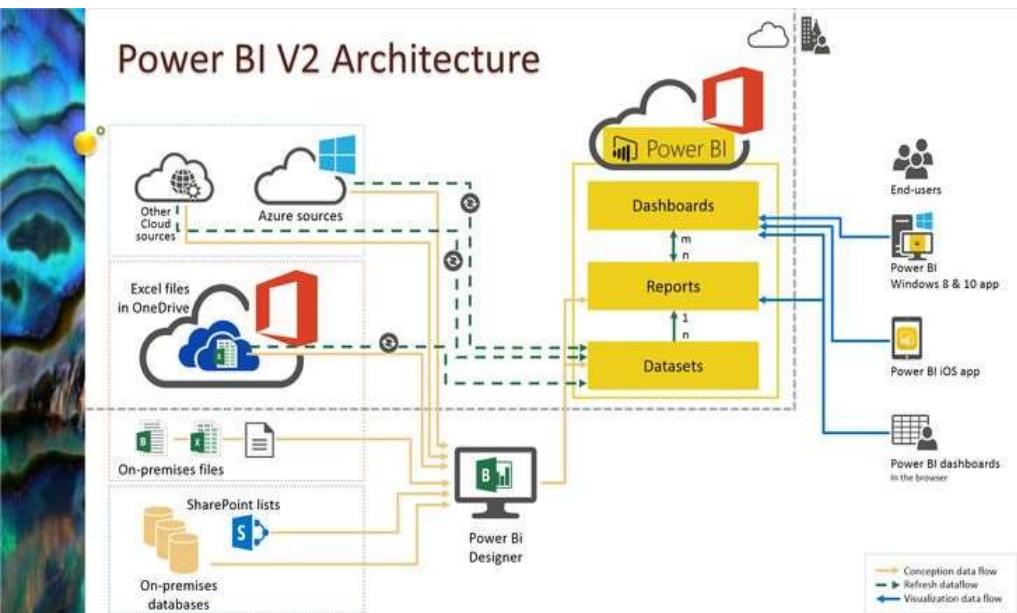 Power BI V2 Architecture
Power BI
Other
Cloud
sources
Azure sources
Dashboards
m
n
Reports
1
n
Datasets
Excel files
in OneDrive
X
B
X
On-premises files
SharePoint lists
S
On-premises
databases
B
Power Bi
Designer
End-users
Power BI
Windows 8 & 10 app
Power BI iOS app
Power BI dashboards
In the browser
Conception data flow
Refresh dataflow
Visualization data flow